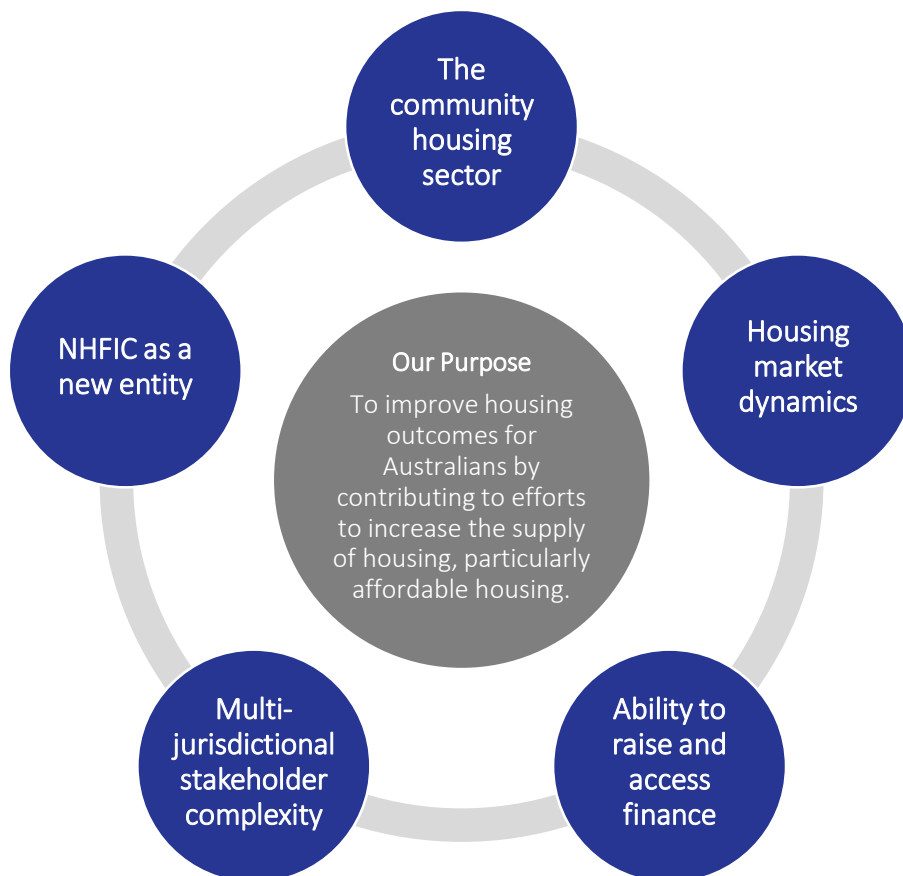 The
community
housing
sector
Housing
market
dynamics
Ability to
raise and
access
finance
Multi-
jurisdictional
stakeholder
complexity
NHFIC as a
new entity
Our Purpose
To improve housing
outcomes for
Australians by
contributing to efforts
to increase the supply
of housing, particularly
affordable housing.